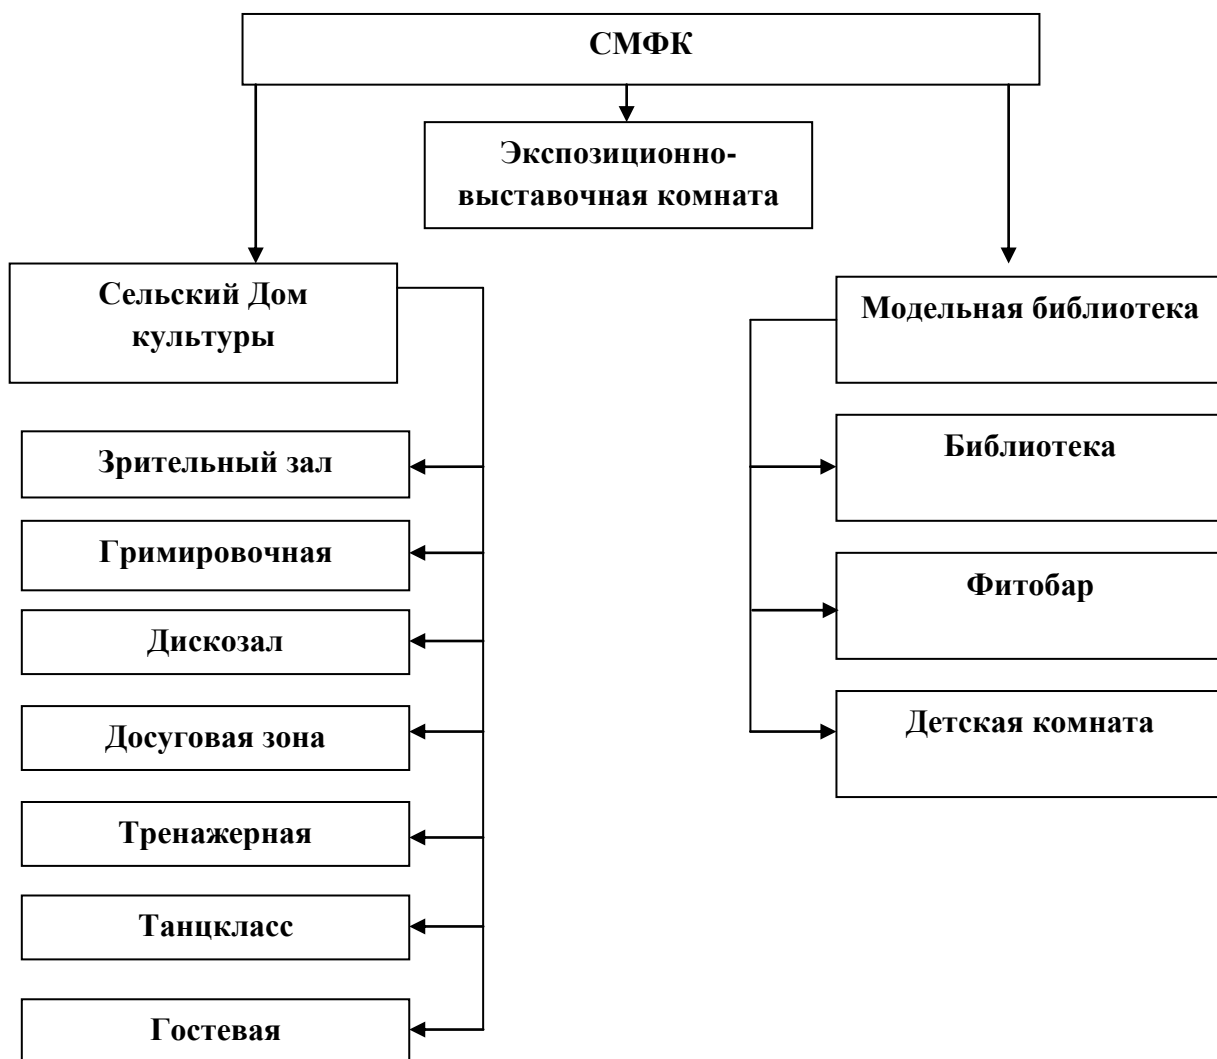 СМФК
Экспозиционно-
выставочная комната
Сельский Дом
культуры
Зрительный зал
Гримировочная
Дискозал
Досуговая зона
Тренажерная
Танцкласс
Гостевая
Модельная библиотека
Библиотека
Фитобар
Детская комната